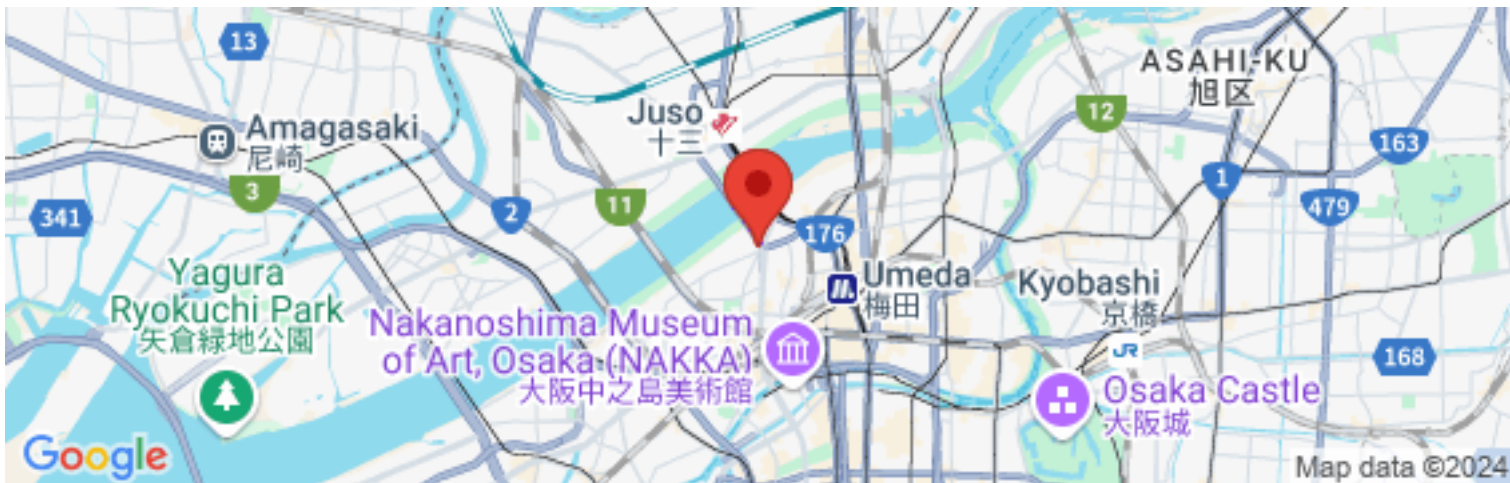 13
ASAHI-KU
旭区
Juso
十三
12
Amagasaki
尼崎
163
3
341
2
11
1
479
176
Yagura
Ryokuchi Park
矢倉緑地公園
Umeda
梅田
Kyobashi
京橋
Nakanoshima Museum
of Art, Osaka (NAKKA)
大阪中之島美術館
JR
168
Osaka Castle
大阪城
Google
Map data ©2024